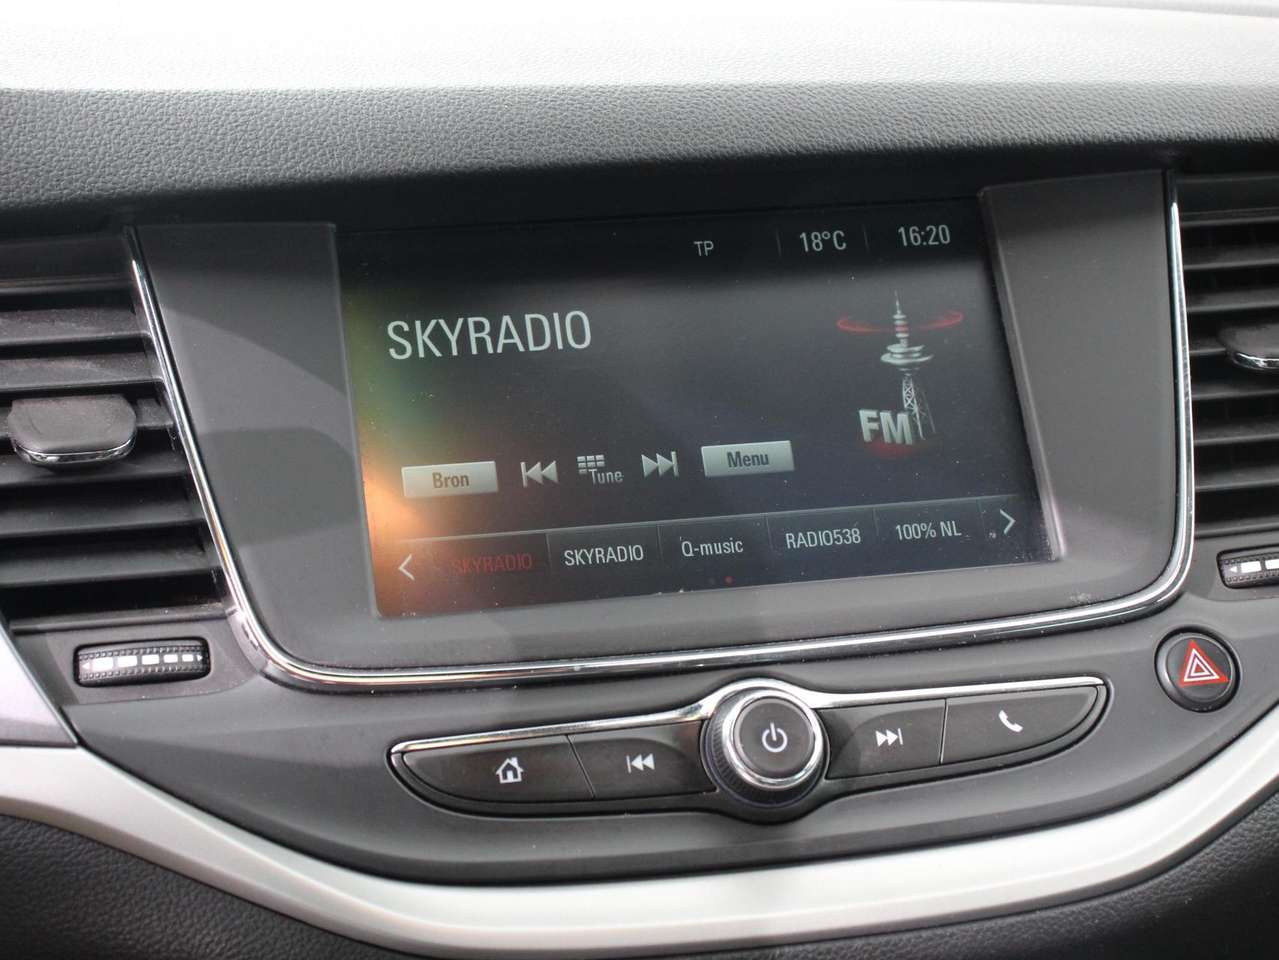 TP 18°C 16:20
SKYRADIO
FM
Bron Tune Menu
SKYRADIO SKYRADIO Q-music RADIO538 100% NL